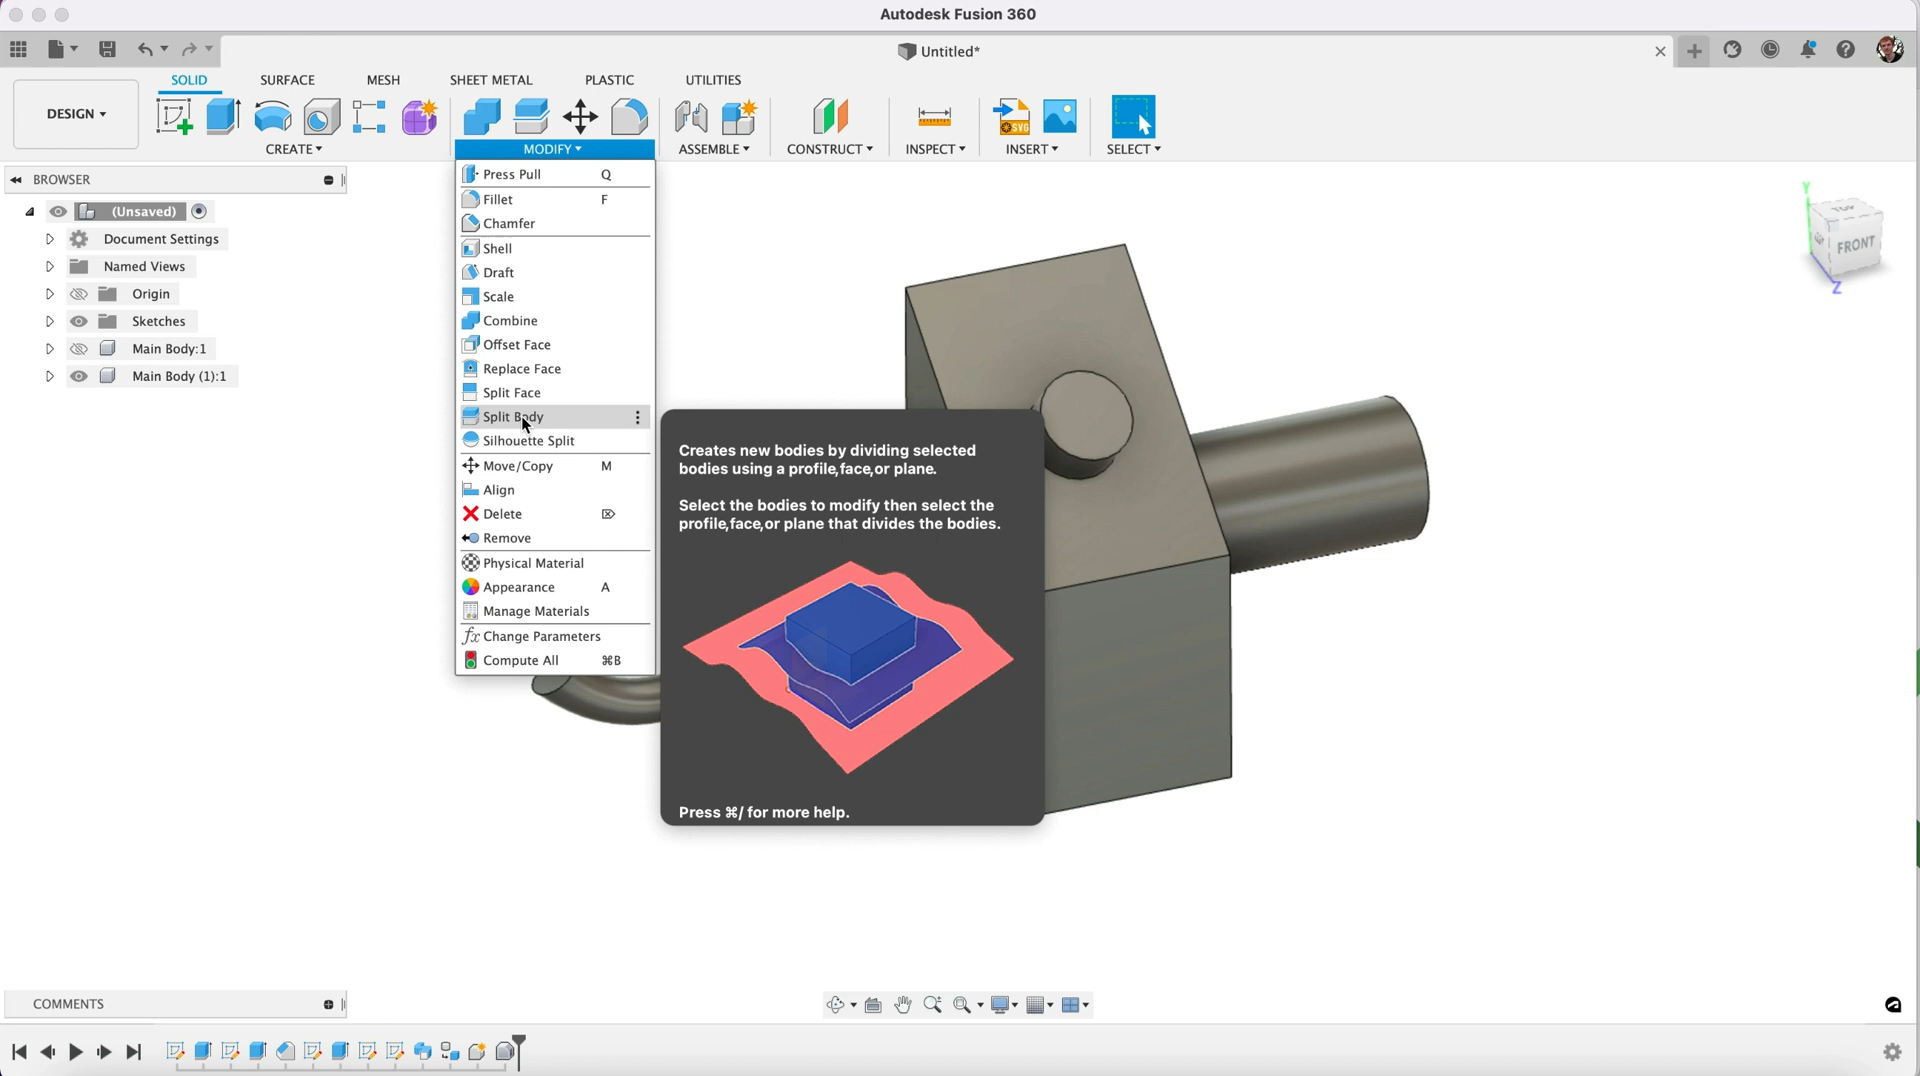 Autodesk Fusion 360
Untitled*
SOLID SURFACE MESH SHEET METAL PLASTIC UTILITIES
DESIGN
CREATE MODIFY ASSEMBLE CONSTRUCT INSPECT INSERT SELECT
SVG
BROWSER
(Unsaved)
Document Settings
Named Views
Origin
Sketches
Main Body:1
Main Body (1):1
Press Pull Q
Fillet F
Chamfer
Shell
Draft
Scale
Combine
Offset Face
Replace Face
Split Face
Split Body
Silhouette Split
Move/Copy M
Align
Delete ⌦
Remove
Physical Material
Appearance A
Manage Materials
fx Change Parameters
Compute All ⌘B
Creates new bodies by dividing selected
bodies using a profile,face,or plane.
Select the bodies to modify then select the
profile,face,or plane that divides the bodies.
Press ⌘/ for more help.
Y
TOP
FRONT
Z
COMMENTS